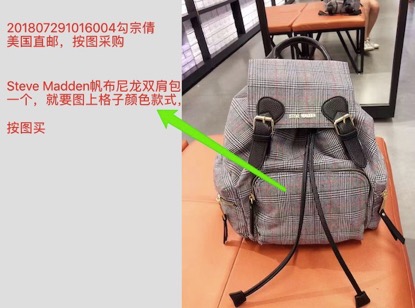 201807291016004勾宗倩
美国直邮，按图采购
Steve Madden帆布尼龙双肩包
一个，就要图上格子颜色款式，
按图买